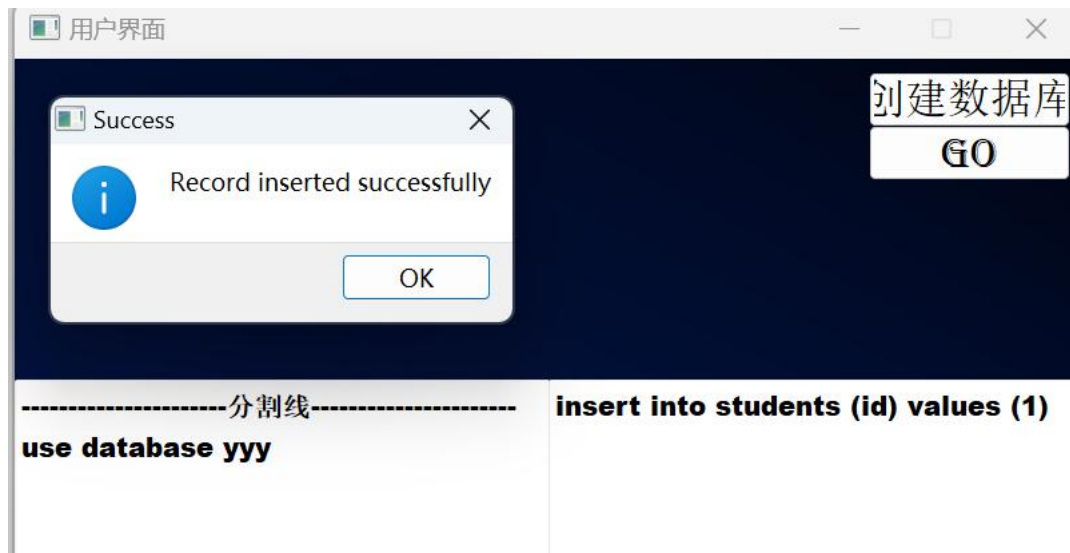 用户界面
创建数据库
GO
Success
Record inserted successfully
OK
----------------------分割线----------------------
use database yyy
insert into students (id) values (1)